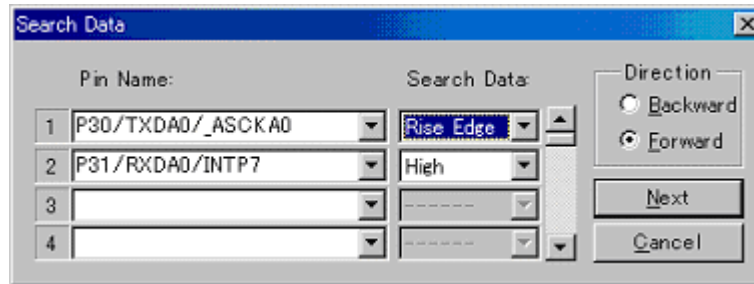 Search Data
Pin Name: Search Data:
1 P30/TXDA0/_ASCKA0 Rise Edge
2 P31/RXDA0/INTP7 High
3 ------
4 ------
Direction
Backward
Forward
Next
Cancel